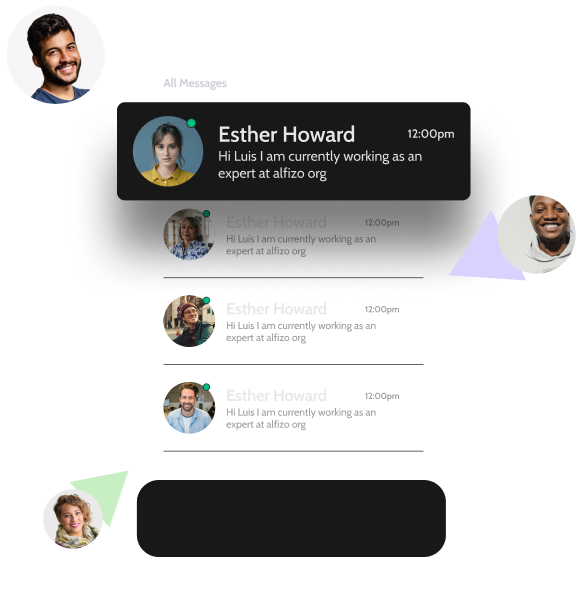 All Messages
Esther Howard
12:00pm
Hi Luis I am currently working as an
expert at alfizo org
Esther Howard
12:00pm
Hi Luis I am currently working as an
expert at alfizo org
Esther Howard
12:00pm
Hi Luis I am currently working as an
expert at alfizo org
Esther Howard
12:00pm
Hi Luis I am currently working as an
expert at alfizo org